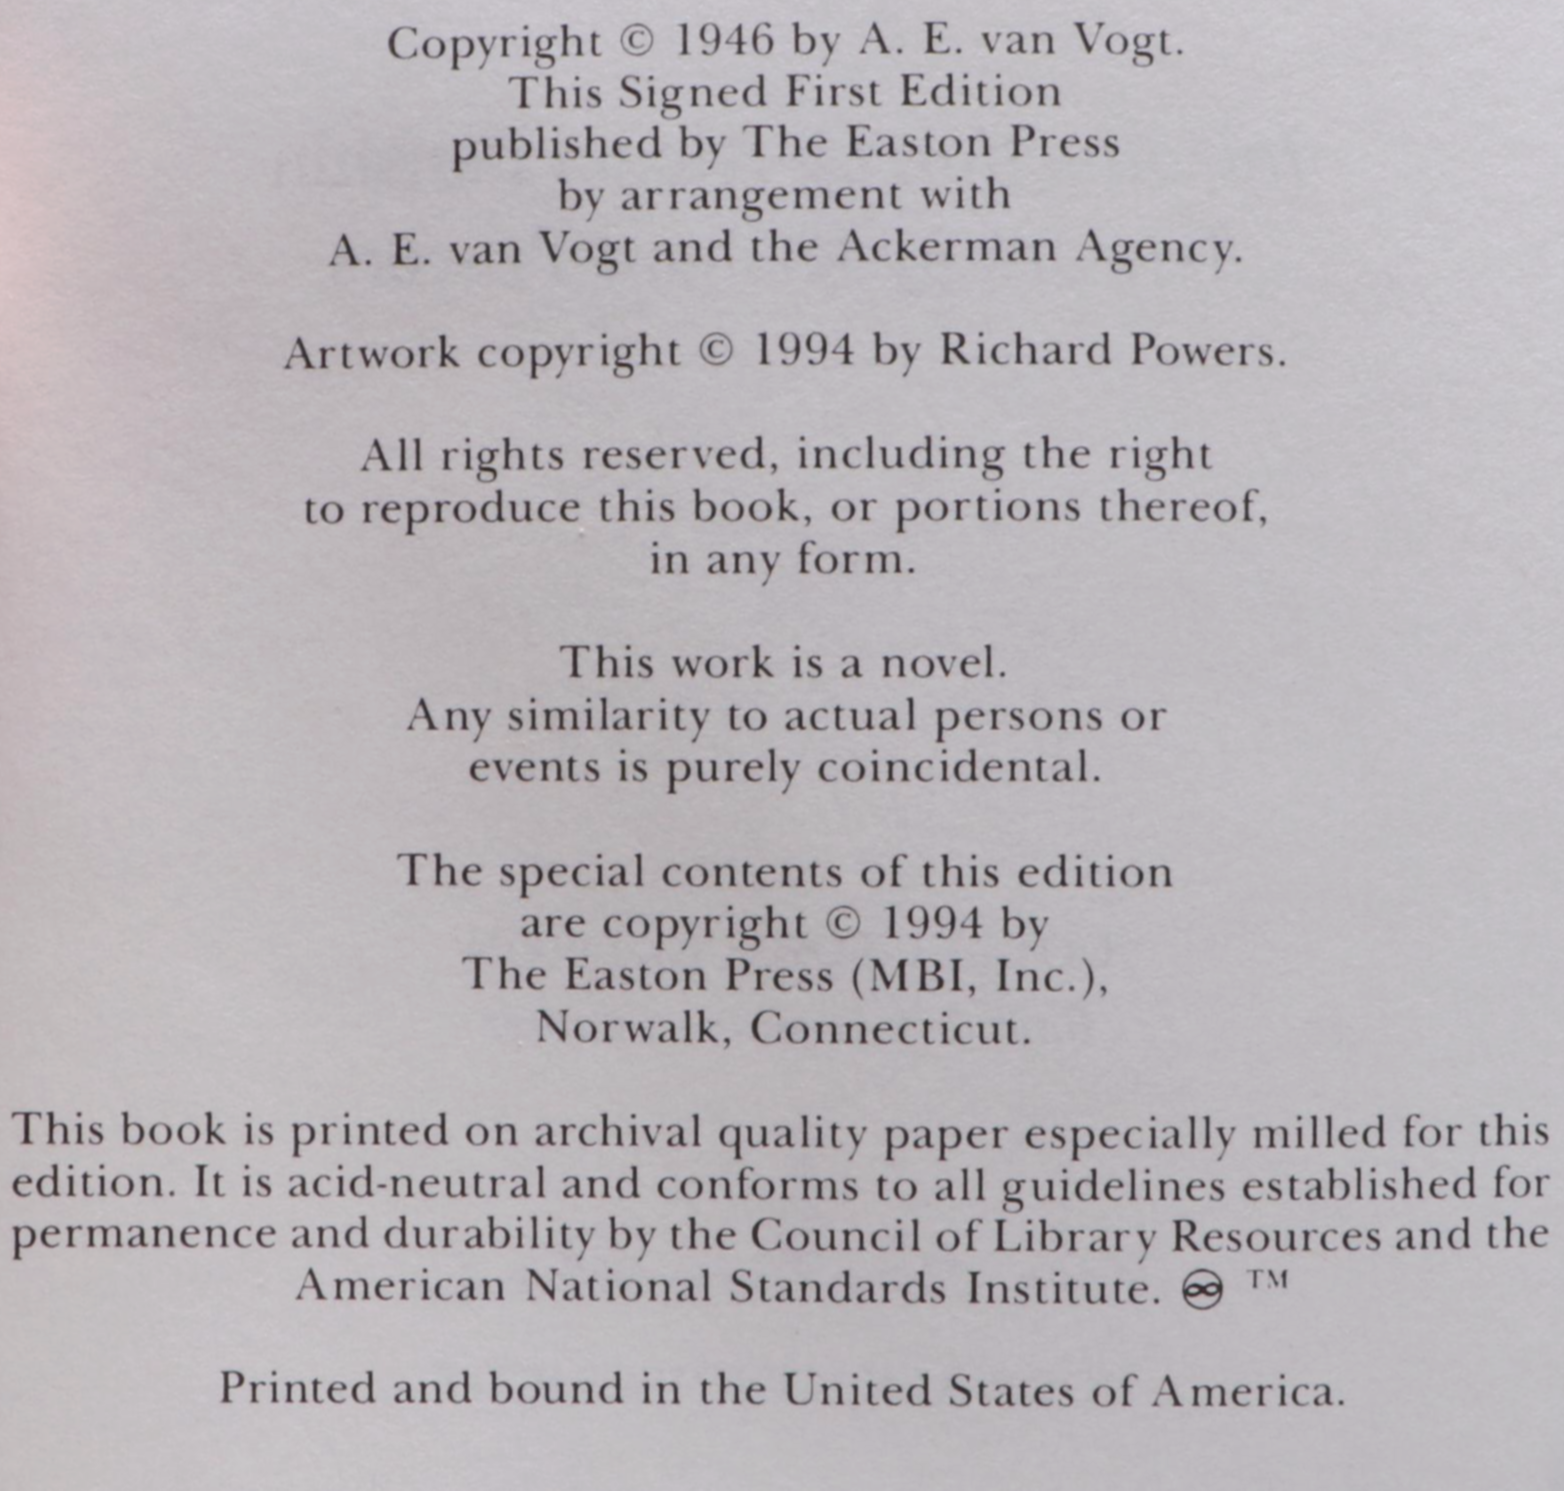 Copyright © 1946 by A. E. van Vogt.
This Signed First Edition
published by The Easton Press
by arrangement with
A. E. van Vogt and the Ackerman Agency.
Artwork copyright © 1994 by Richard Powers.
All rights reserved, including the right
to reproduce this book, or portions thereof,
in any form.
This work is a novel.
Any similarity to actual persons or
events is purely coincidental.
The special contents of this edition
are copyright © 1994 by
The Easton Press (MBI, Inc.),
Norwalk, Connecticut.
This book is printed on archival quality paper especially milled for this
edition. It is acid-neutral and conforms to all guidelines established for
permanence and durability by the Council of Library Resources and the
American National Standards Institute. ♾ ™
Printed and bound in the United States of America.